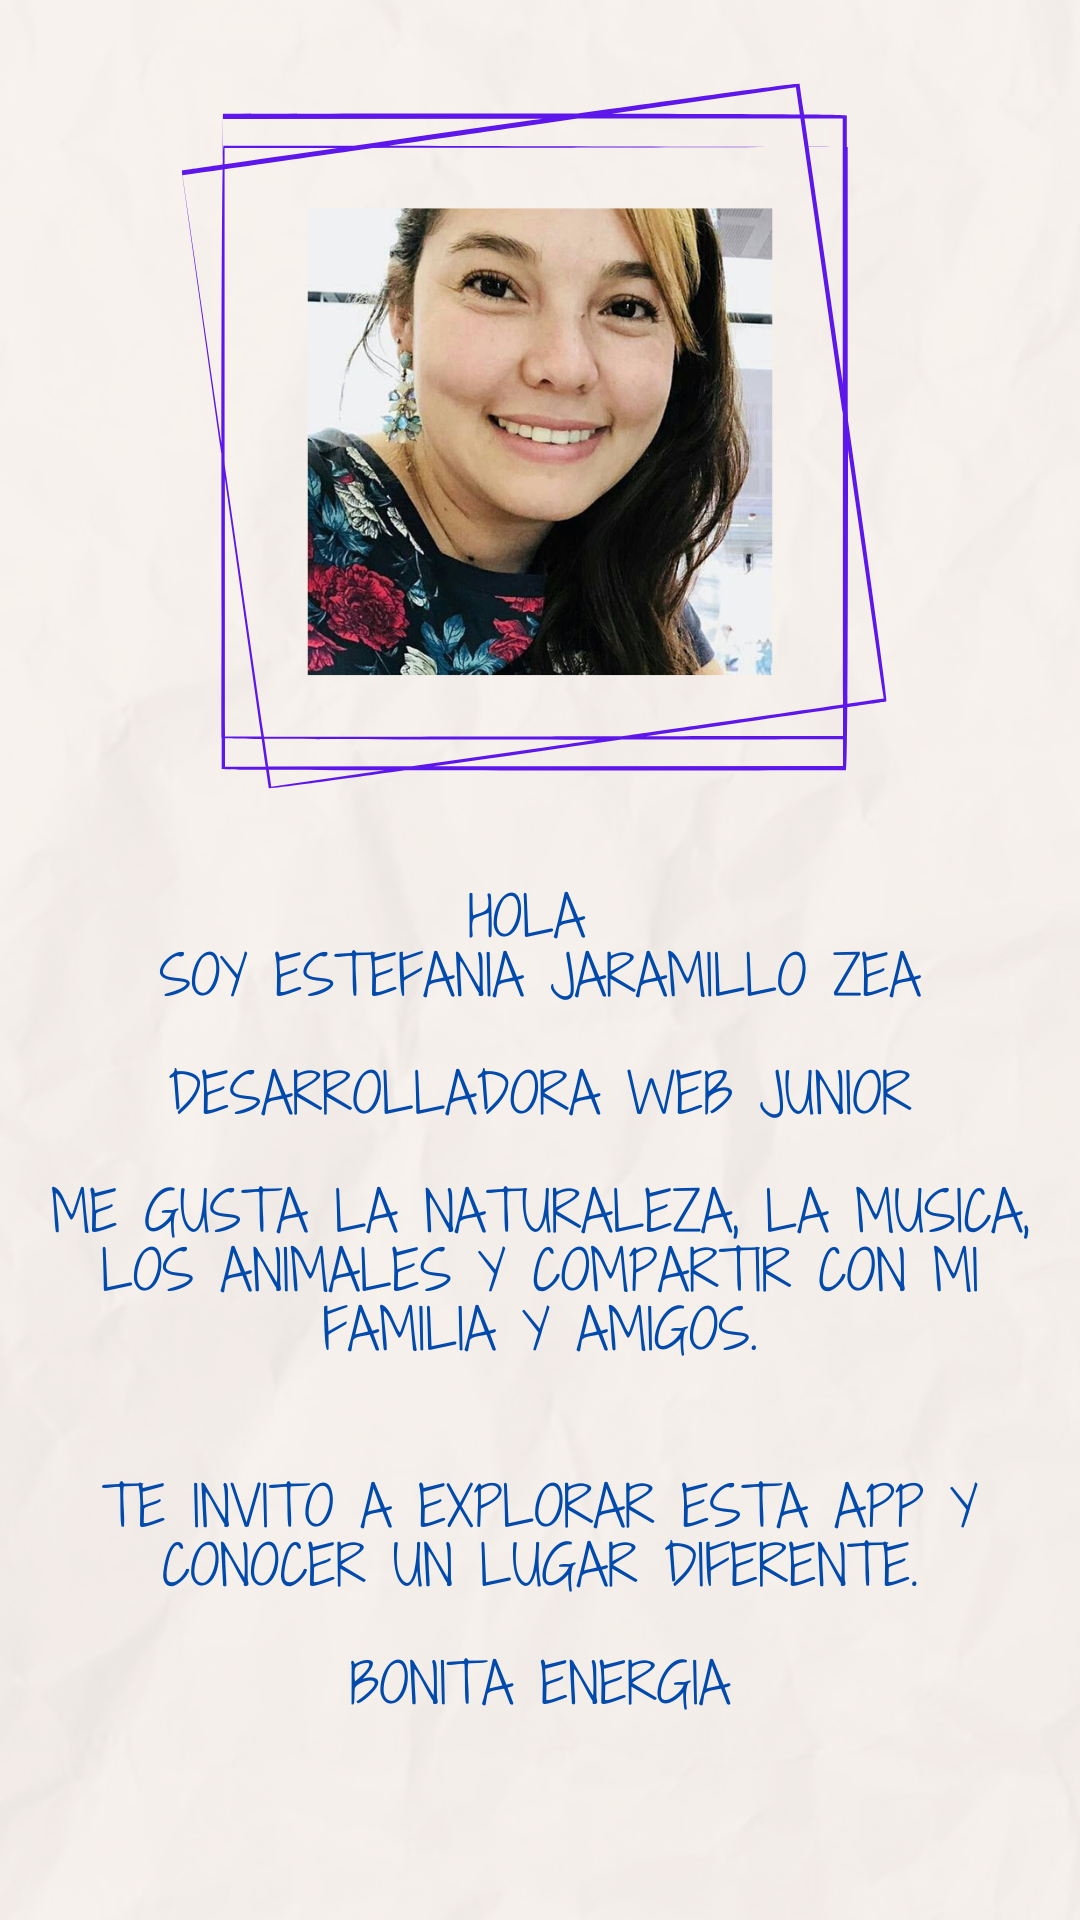 HOLA
SOY ESTEFANIA JARAMILLO ZEA
DESARROLLADORA WEB JUNIOR
ME GUSTA LA NATURALEZA, LA MUSICA,
LOS ANIMALES Y COMPARTIR CON MI
FAMILIA Y AMIGOS.
TE INVITO A EXPLORAR ESTA APP Y
CONOCER UN LUGAR DIFERENTE.
BONITA ENERGIA